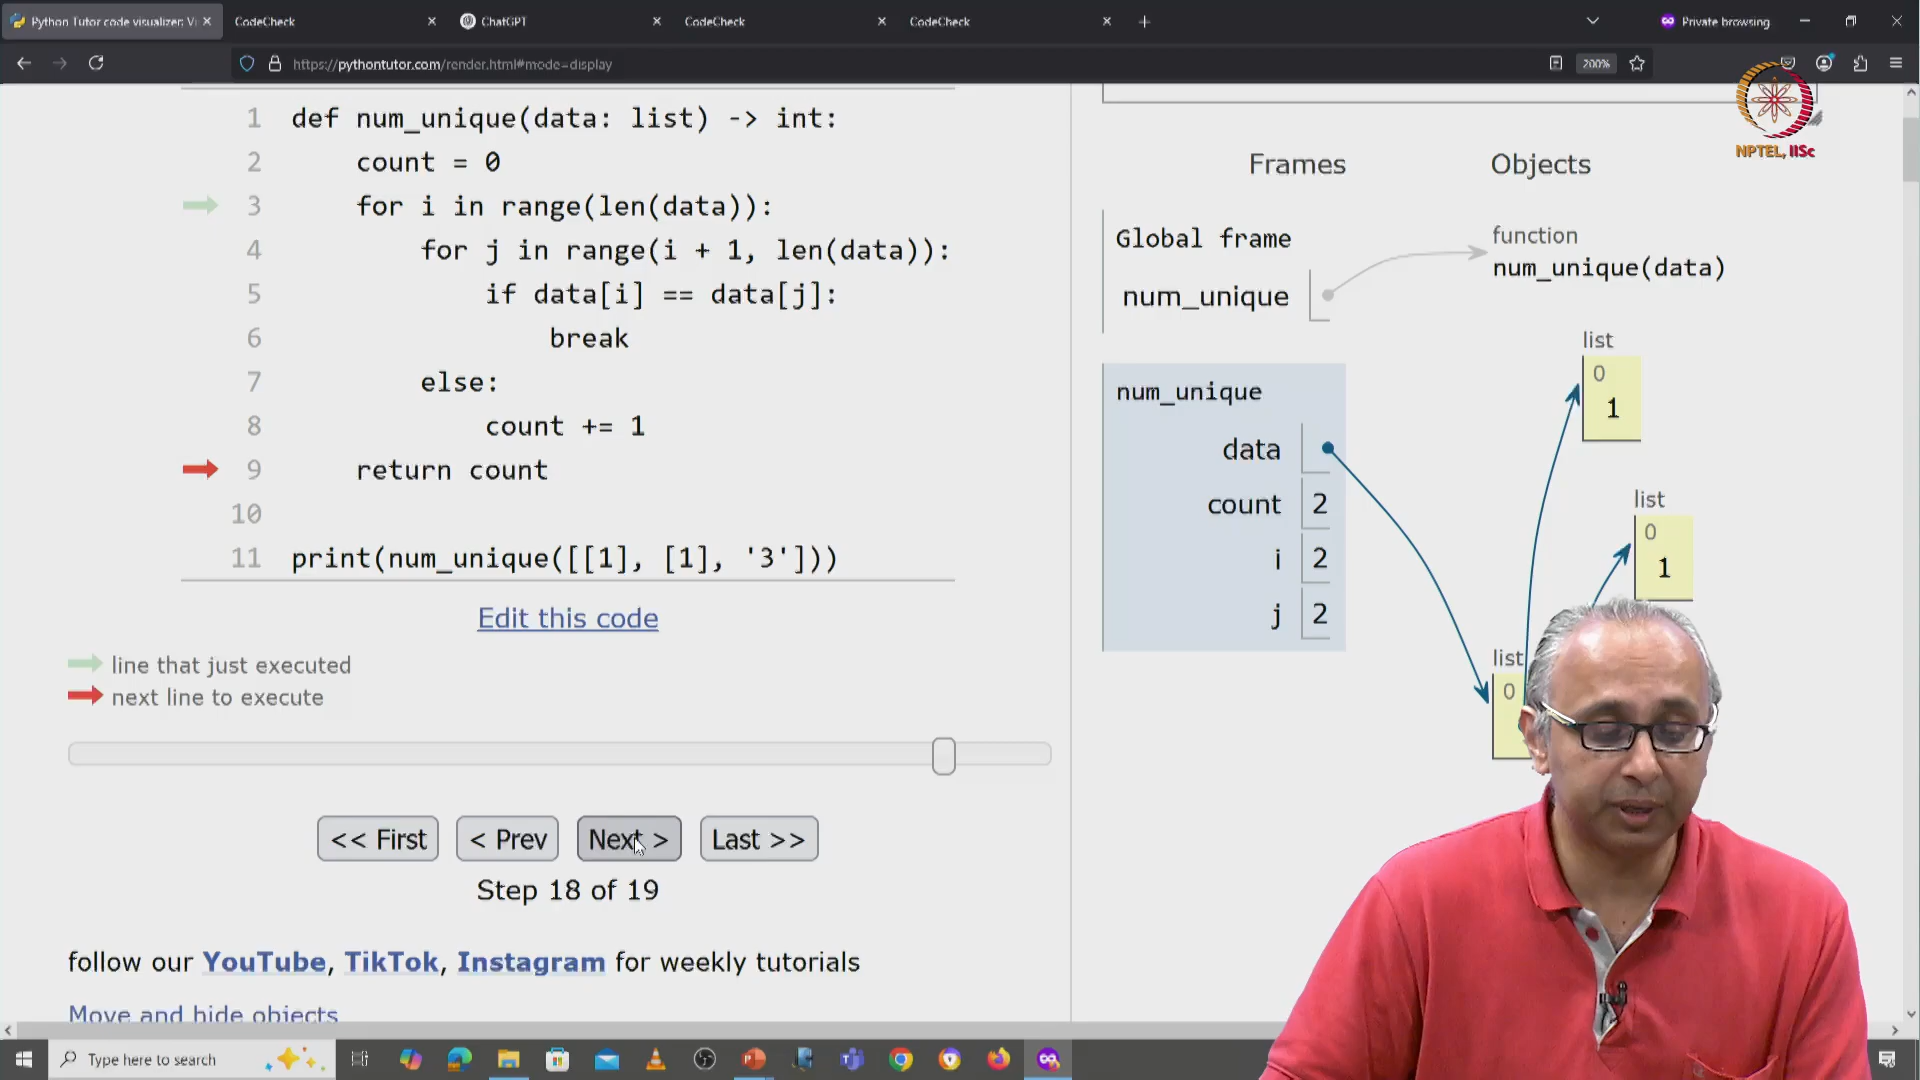 Python Tutor code visualizer: V
CodeCheck
ChatGPT
CodeCheck
CodeCheck
Private browsing
https://pythontutor.com/render.html#mode=display
200%
NPTEL, IISc
1 def num_unique(data: list) -> int:
2 count = 0
3 for i in range(len(data)):
4 for j in range(i + 1, len(data)):
5 if data[i] == data[j]:
6 break
7 else:
8 count += 1
9 return count
10
11 print(num_unique([[1], [1], '3']))
Edit this code
line that just executed
next line to execute
<< First
< Prev
Next >
Last >>
Step 18 of 19
follow our YouTube, TikTok, Instagram for weekly tutorials
Move and hide objects
Frames
Objects
Global frame
num_unique
function
num_unique(data)
num_unique
data
count 2
i 2
j 2
list
0
1
list
0
1
list
0
Type here to search